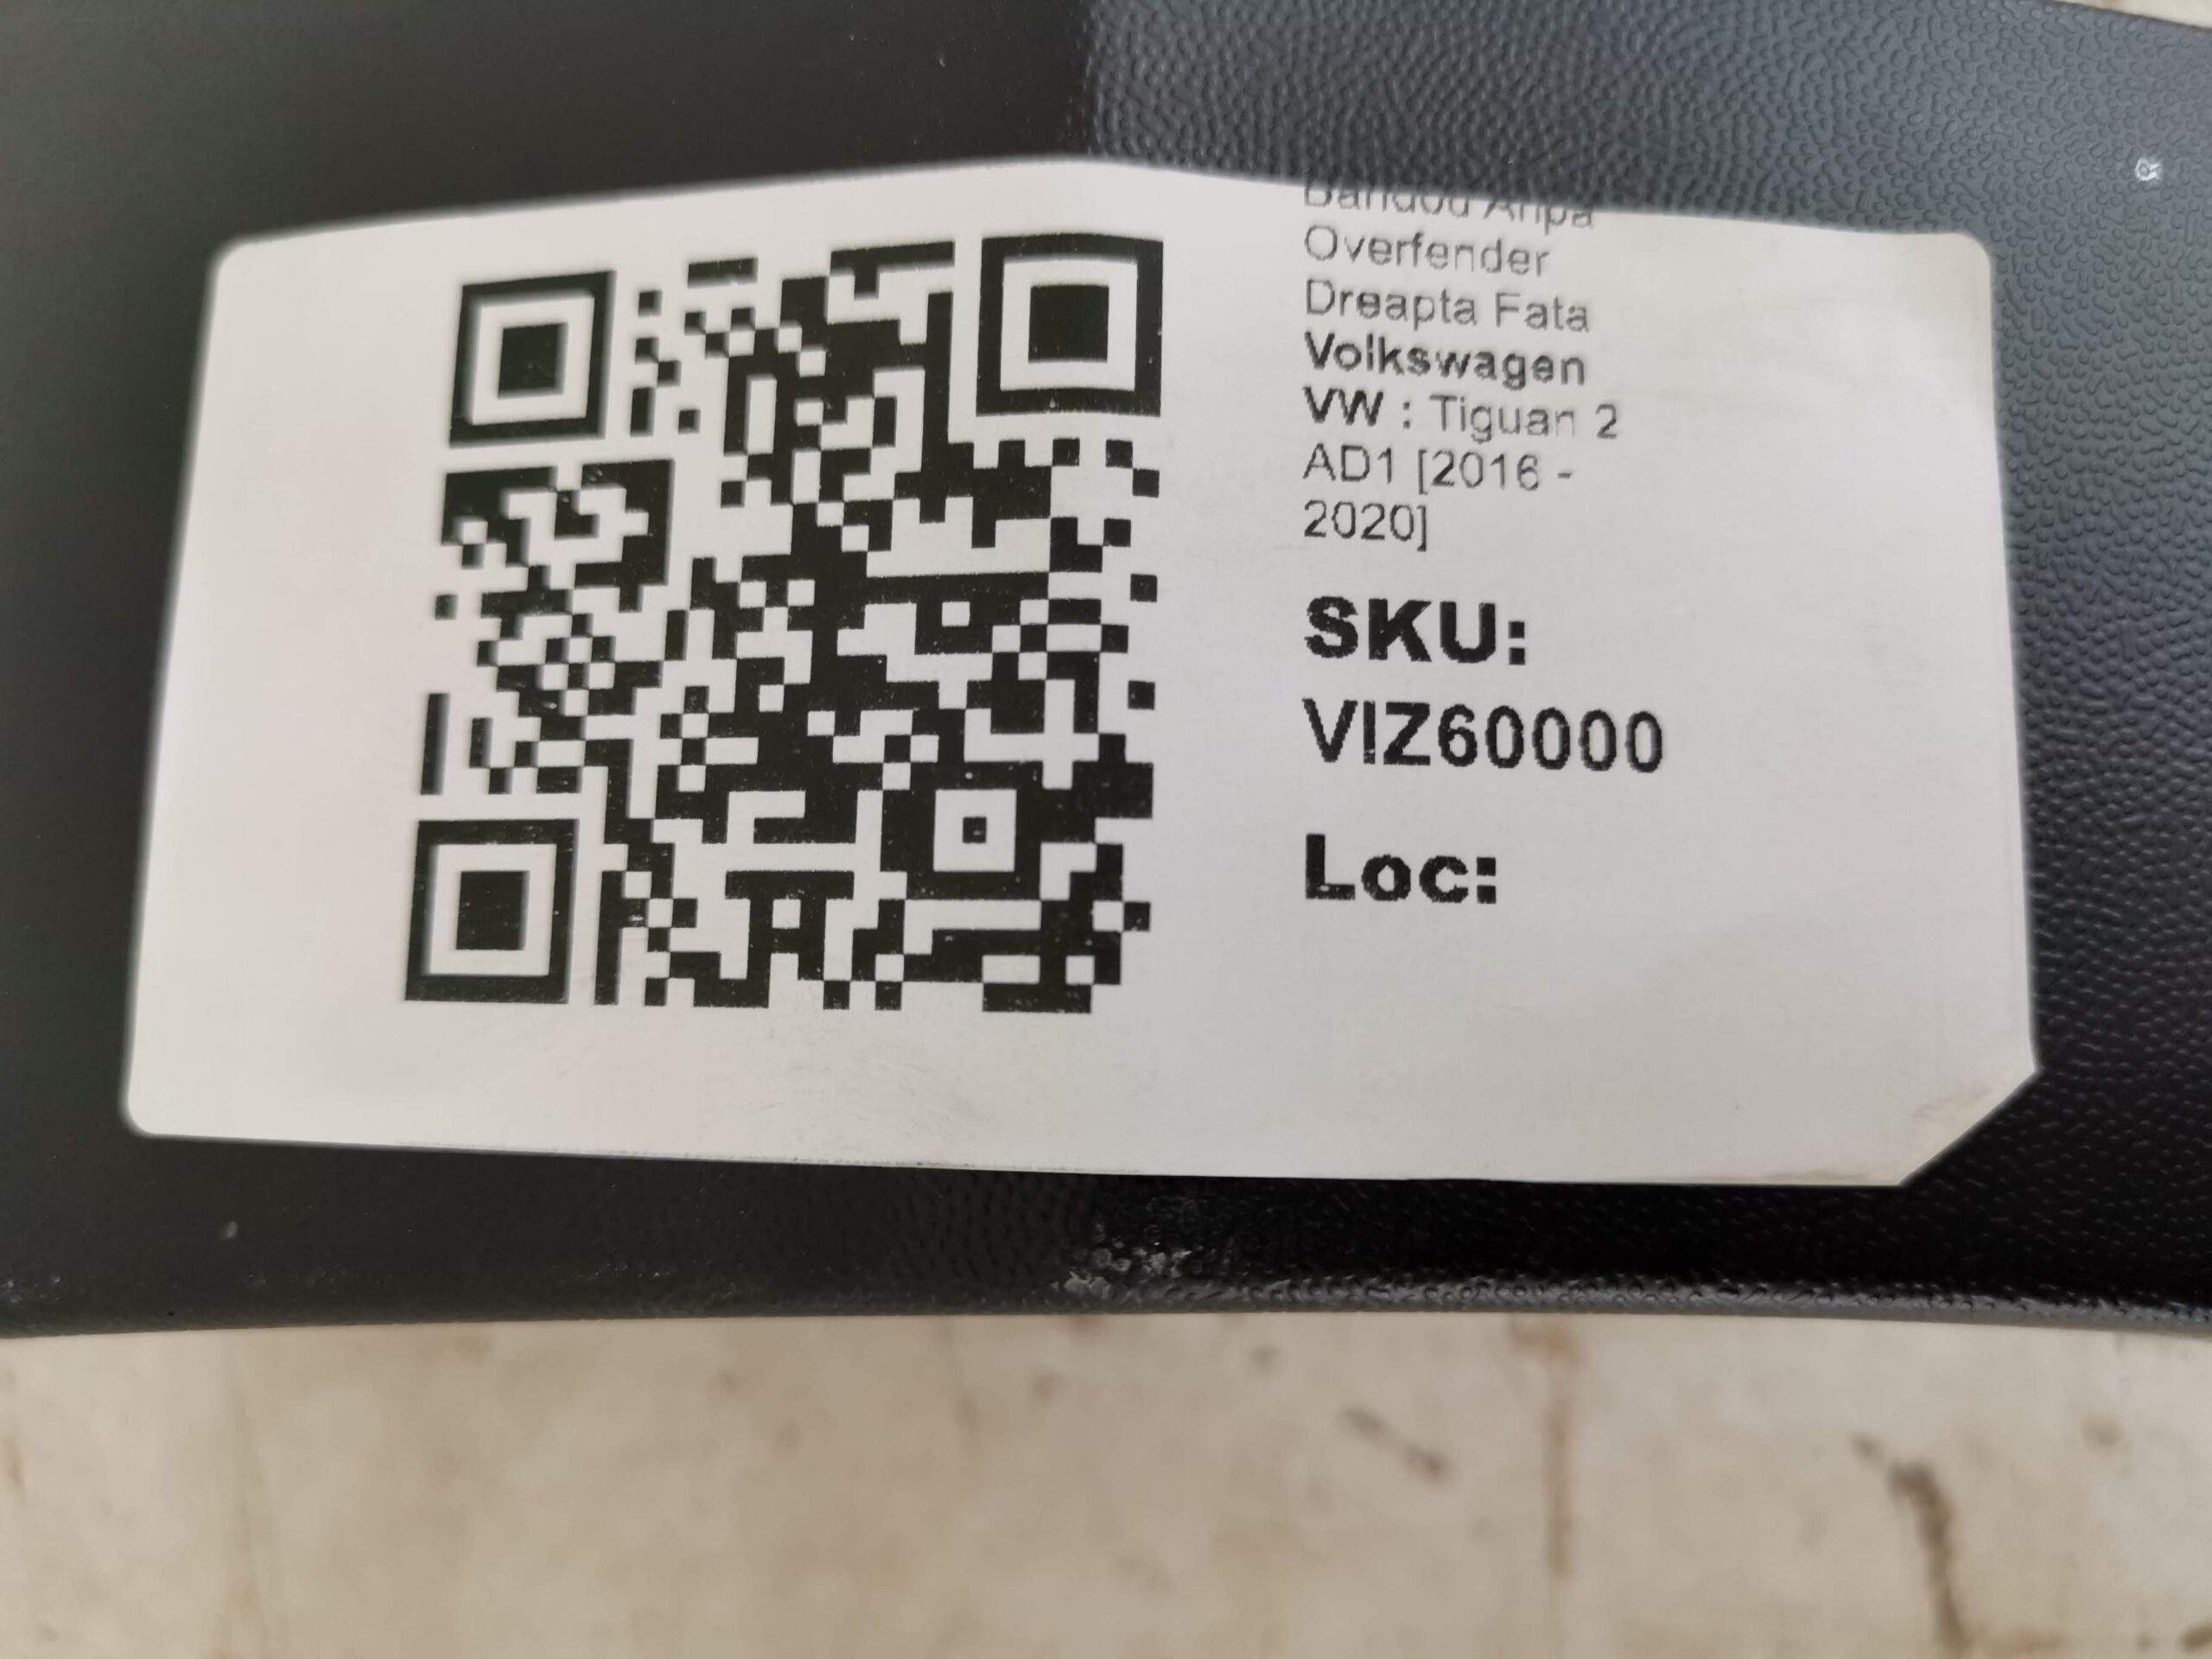 Overfender
Dreapta Fata
Volkswagen
VW : Tiguan 2
AD1 [2016 -
2020]
SKU:
VIZ60000
Loc: